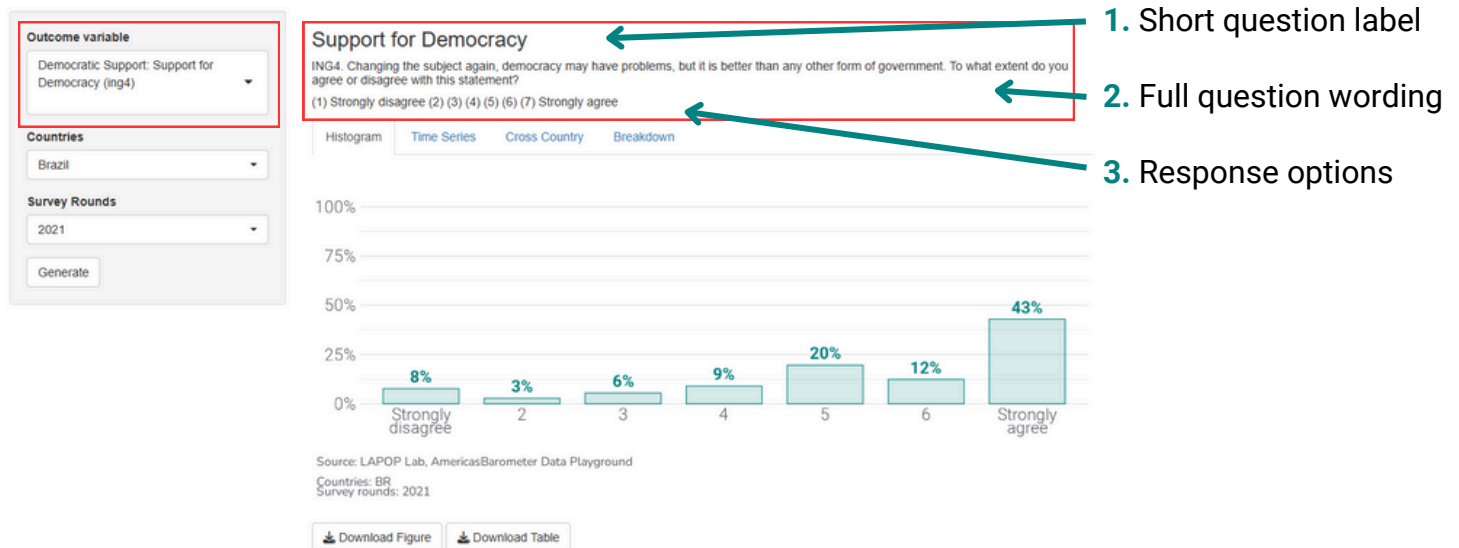 Outcome variable
Democratic Support: Support for
Democracy (ing4)
Countries
Brazil
Survey Rounds
2021
Generate
Support for Democracy
ING4. Changing the subject again, democracy may have problems, but it is better than any other form of government. To what extent do you
agree or disagree with this statement?
(1) Strongly disagree (2) (3) (4) (5) (6) (7) Strongly agree
Histogram Time Series Cross Country Breakdown
100%
75%
50%
25%
0%
8% 3% 6% 9% 20% 12% 43%
Strongly
disagree
2 3 4 5 6
Strongly
agree
Source: LAPOP Lab, AmericasBarometer Data Playground
Countries: BR
Survey rounds: 2021
Download Figure Download Table
1. Short question label
2. Full question wording
3. Response options